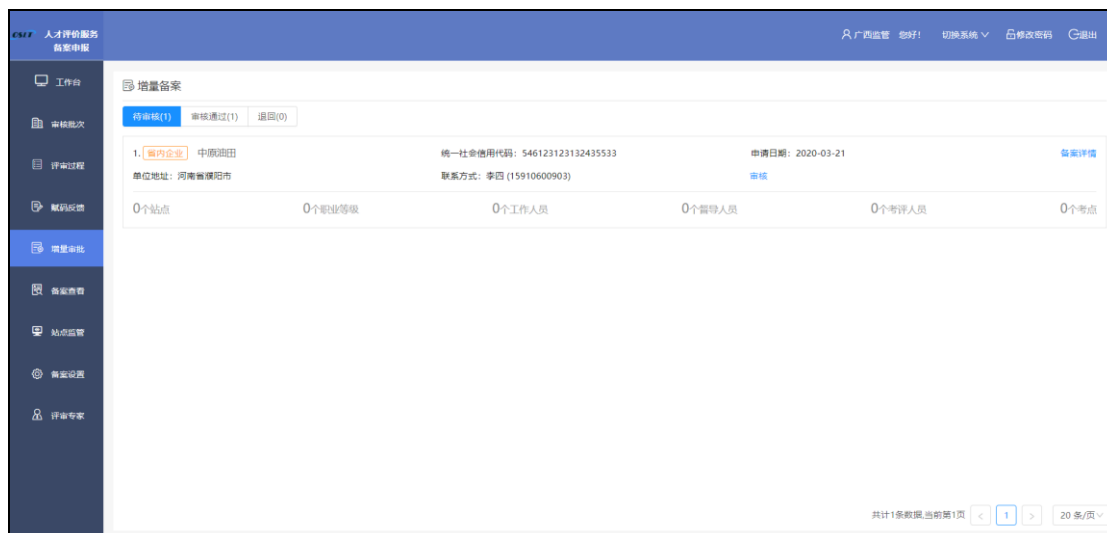 CSIT 人才评价服务
备案申报
广西监管 您好! 切换系统 修改密码 退出
工作台
审核批次
评审过程
赋码反馈
增量审批
备案查看
站点监管
备案设置
评审专家
增量备案
待审核(1) 审核通过(1) 退回(0)
1. 省内企业 中原油田 统一社会信用代码：546123123132435533 申请日期：2020-03-21 备案详情
单位地址：河南省濮阳市 联系方式：李四 (15910600903) 审核
0个站点 0个职业等级 0个工作人员 0个督导人员 0个考评人员 0个考点
共计1条数据,当前第1页 < 1 > 20 条/页